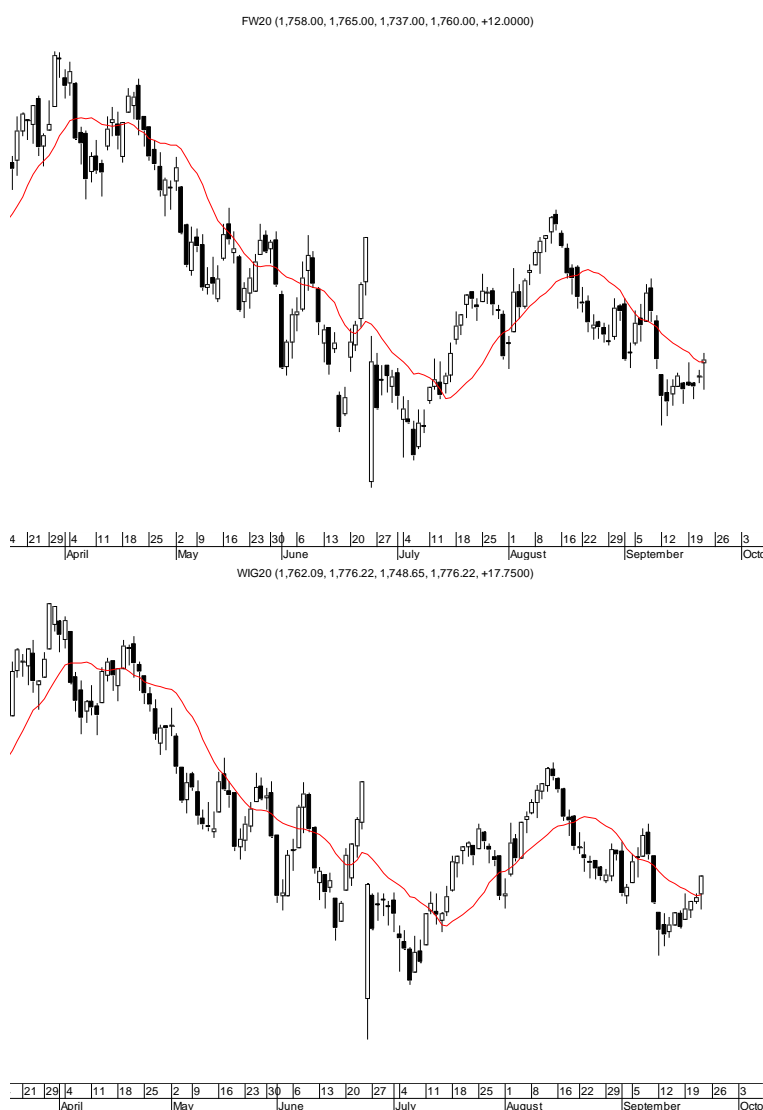 FW20 (1,758.00, 1,765.00, 1,737.00, 1,760.00, +12.0000)
4 21 29 4 11 18 25 2 9 16 23 30 6 13 20 27 4 11 18 25 1 8 16 22 29 5 12 19 26 3
April May June July August September Octo
WIG20 (1,762.09, 1,776.22, 1,748.65, 1,776.22, +17.7500)
21 29 4 11 18 25 2 9 16 23 30 6 13 20 27 4 11 18 25 1 8 16 22 29 5 12 19 26 3
April May June July August September Octo